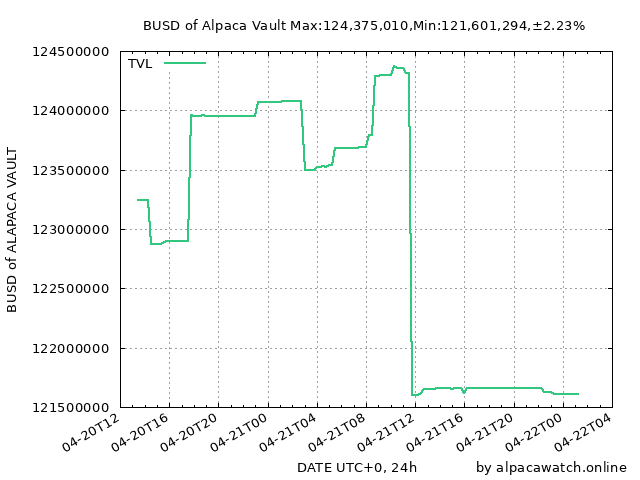 BUSD of Alpaca Vault Max:124,375,010,Min:121,601,294,±2.23%
TVL
124500000
124000000
123500000
123000000
122500000
122000000
121500000
BUSD of ALAPACA VAULT
04-20T12
04-20T16
04-20T20
04-21T00
04-21T04
04-21T08
04-21T12
04-21T16
04-21T20
04-22T00
04-22T04
DATE UTC+0, 24h
by alpacawatch.online